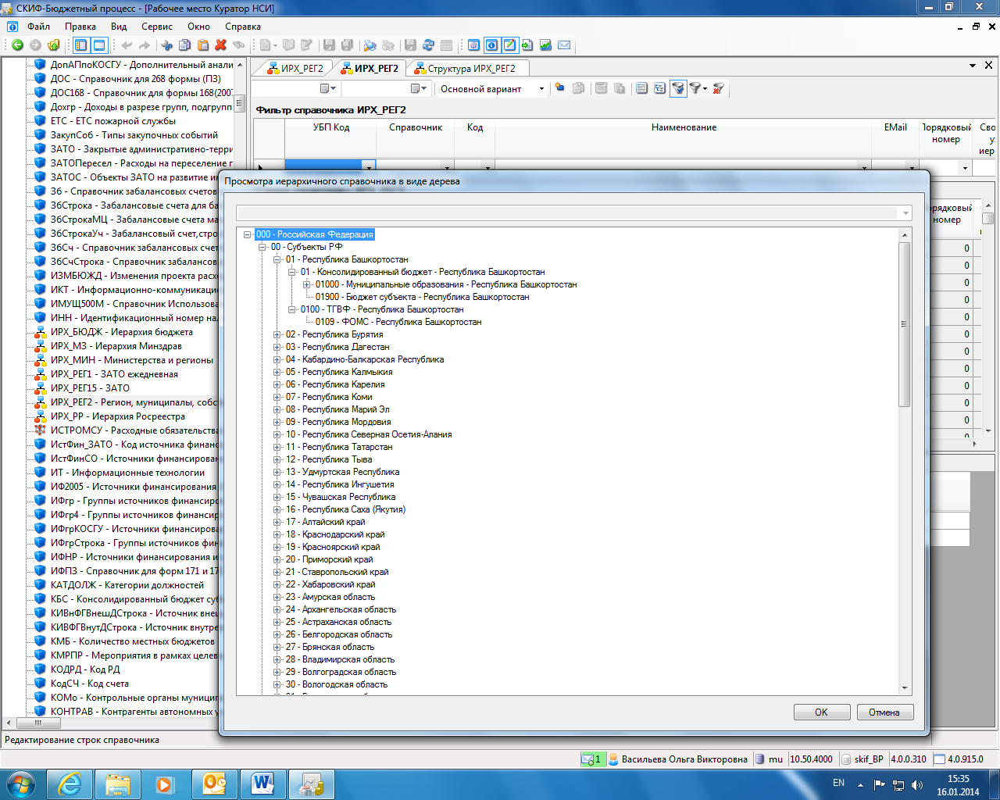 СКИФ-Бюджетный процесс - [Рабочее место Куратор НСИ]
Файл Правка Вид Сервис Окно Справка
ДопАПпоКОСГУ - Дополнительный анали
ДОС - Справочник для 268 формы (ПЗ)
ДОС168 - Справочник для формы 168(200
Дохгр - Доходы в разрезе групп, подгрупп
ЕТС - ЕТС пожарной службы
ЗакупСоб - Типы закупочных событий
ЗАТО - Закрытые административно-терри
ЗАТОПересел - Расходы на переселение г
ЗАТОС - Объекты ЗАТО на развитие ин
Зб - Справочник забалансовых счетов
ЗбСтрока - Забалансовые счета для ба
ЗбСтрокаМЦ - Забалансовые счета ма
ЗбСтрокаУч - Забалансовый счет,стро
ЗбСч - Справочник забалансовых счет
ЗбСчСтрока - Справочник забалансов
ИЗМБЮЖД - Изменения проекта расх
ИКТ - Информационно-коммуникаци
ИМУЩ500М - Справочник Использова
ИНН - Идентификационный номер нал
ИРХ_БЮДЖ - Иерархия бюджета
ИРХ_МЗ - Иерархия Минздрав
ИРХ_МИН - Министерства и регионы
ИРХ_РЕГ1 - ЗАТО ежедневная
ИРХ_РЕГ15 - ЗАТО
ИРХ_РЕГ2 - Регион, муниципалы, собст
ИРХ_РР - Иерархия Росреестра
ИСТРОМСУ - Расходные обязательства
ИстФин_ЗАТО - Код источника финанс
ИстФинСО - Источники финансирован
ИТ - Информационные технологии
ИФ2005 - Источники финансирования
ИФгр - Группы источников финансиро
ИФгр4 - Группы источников финансир
ИФгрКОСГУ - Источники финансирова
ИФгрСтрока - Группы источников фин
ИФНР - Источники финансирования и
ИФПЗ - Справочник для форм 171 и 17
КАТДОЛЖ - Категории должностей
КБС - Консолидированный бюджет суб
КИВнФГВнешДСтрока - Источник внеш
КИВФГВнутДСтрока - Источник внутре
КМБ - Количество местных бюджетов
КМРПР - Мероприятия в рамках целев
КОДРД - Код РД
КодСЧ - Код счета
КОМо - Контрольные органы муницип
КОНТРАВ - Контрагенты автономных у
ИРХ_РЕГ2 ИРХ_РЕГ2 Структура ИРХ_РЕГ2
Основной вариант
Фильтр справочника ИРХ_РЕГ2
УБП Код Справочник Код Наименование EMail Порядковый номер Сво у иер
Просмотра иерархичного справочника в виде дерева
000 - Российская Федерация
00 - Субъекты РФ
01 - Республика Башкортостан
01 - Консолидированный бюджет - Республика Башкортостан
01000 - Муниципальные образования - Республика Башкортостан
01900 - Бюджет субъекта - Республика Башкортостан
0100 - ТГВФ - Республика Башкортостан
0109 - ФОМС - Республика Башкортостан
02 - Республика Бурятия
03 - Республика Дагестан
04 - Кабардино-Балкарская Республика
05 - Республика Калмыкия
06 - Республика Карелия
07 - Республика Коми
08 - Республика Марий Эл
09 - Республика Мордовия
10 - Республика Северная Осетия-Алания
11 - Республика Татарстан
12 - Республика Тыва
13 - Удмуртская Республика
14 - Республика Ингушетия
15 - Чувашская Республика
16 - Республика Саха (Якутия)
17 - Алтайский край
18 - Краснодарский край
19 - Красноярский край
20 - Приморский край
21 - Ставропольский край
22 - Хабаровский край
23 - Амурская область
24 - Архангельская область
25 - Астраханская область
26 - Белгородская область
27 - Брянская область
28 - Владимирская область
29 - Волгоградская область
30 - Вологодская область
OK Отмена
рядковый
номер
0
0
0
0
0
0
0
0
0
0
0
Редактирование строк справочника
1 Васильева Ольга Викторовна mu 10.50.4000 skif_BP 4.0.0.310 4.0.915.0
EN 15:35
16.01.2014